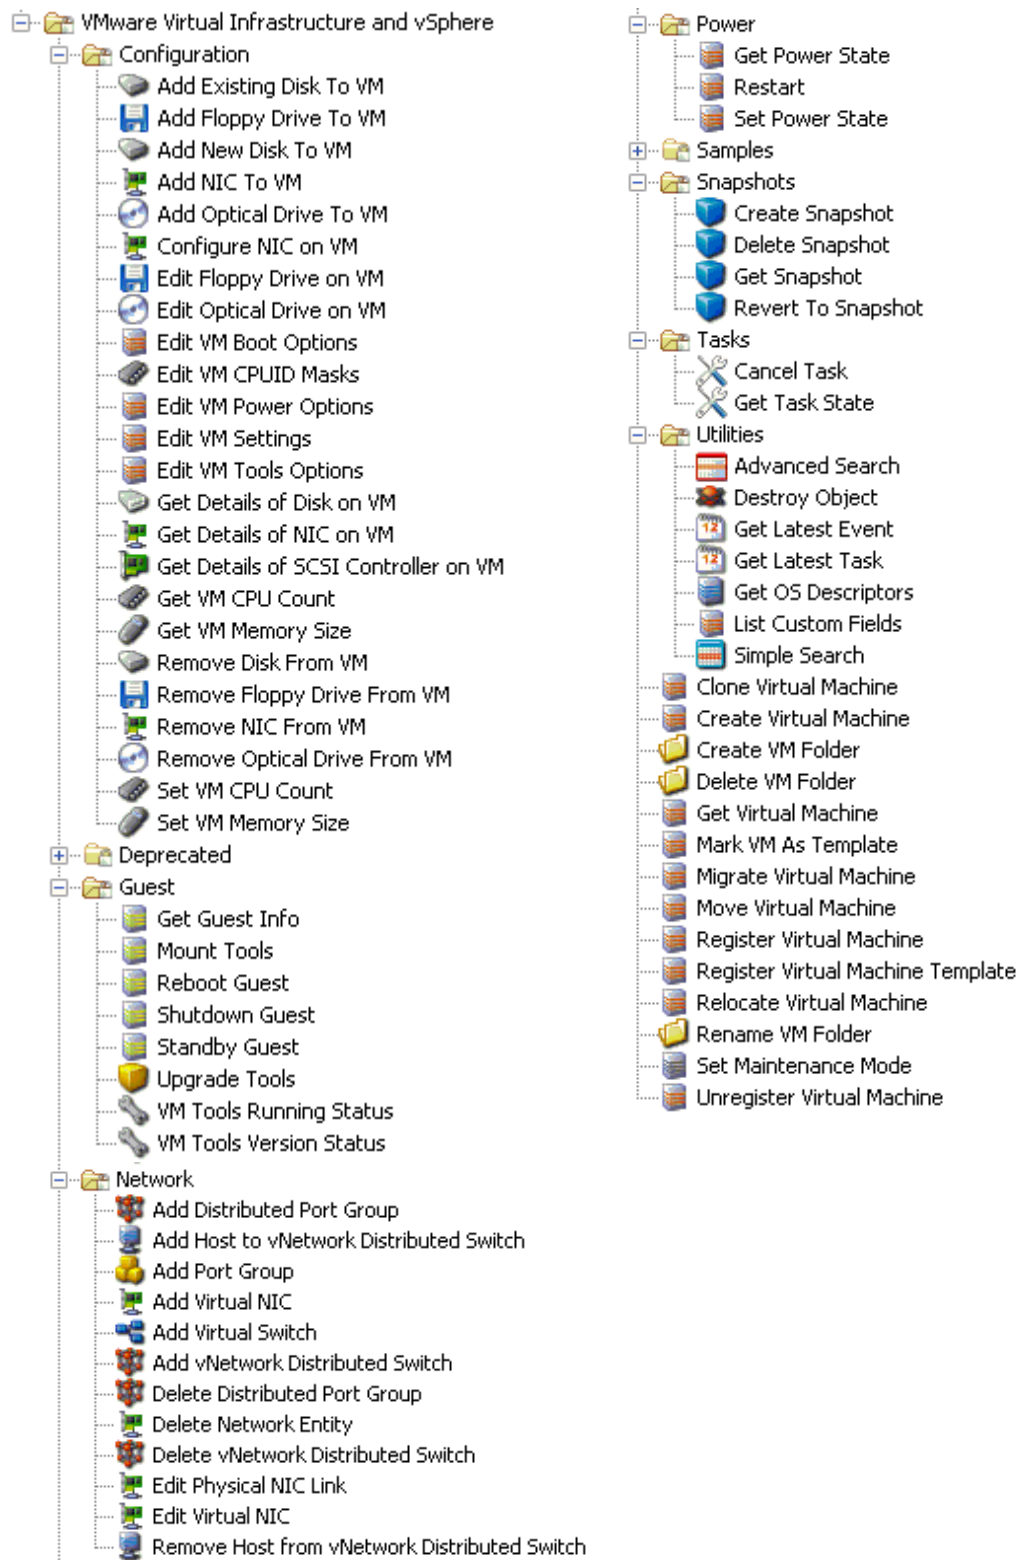 VMware Virtual Infrastructure and vSphere
Configuration
Add Existing Disk To VM
Add Floppy Drive To VM
Add New Disk To VM
Add NIC To VM
Add Optical Drive To VM
Configure NIC on VM
Edit Floppy Drive on VM
Edit Optical Drive on VM
Edit VM Boot Options
Edit VM CPUID Masks
Edit VM Power Options
Edit VM Settings
Edit VM Tools Options
Get Details of Disk on VM
Get Details of NIC on VM
Get Details of SCSI Controller on VM
Get VM CPU Count
Get VM Memory Size
Remove Disk From VM
Remove Floppy Drive From VM
Remove NIC From VM
Remove Optical Drive From VM
Set VM CPU Count
Set VM Memory Size
Deprecated
Guest
Get Guest Info
Mount Tools
Reboot Guest
Shutdown Guest
Standby Guest
Upgrade Tools
VM Tools Running Status
VM Tools Version Status
Network
Add Distributed Port Group
Add Host to vNetwork Distributed Switch
Add Port Group
Add Virtual NIC
Add Virtual Switch
Add vNetwork Distributed Switch
Delete Distributed Port Group
Delete Network Entity
Delete vNetwork Distributed Switch
Edit Physical NIC Link
Edit Virtual NIC
Remove Host from vNetwork Distributed Switch
Power
Get Power State
Restart
Set Power State
Samples
Snapshots
Create Snapshot
Delete Snapshot
Get Snapshot
Revert To Snapshot
Tasks
Cancel Task
Get Task State
Utilities
Advanced Search
Destroy Object
12 Get Latest Event
12 Get Latest Task
Get OS Descriptors
List Custom Fields
Simple Search
Clone Virtual Machine
Create Virtual Machine
Create VM Folder
Delete VM Folder
Get Virtual Machine
Mark VM As Template
Migrate Virtual Machine
Move Virtual Machine
Register Virtual Machine
Register Virtual Machine Template
Relocate Virtual Machine
Rename VM Folder
Set Maintenance Mode
Unregister Virtual Machine